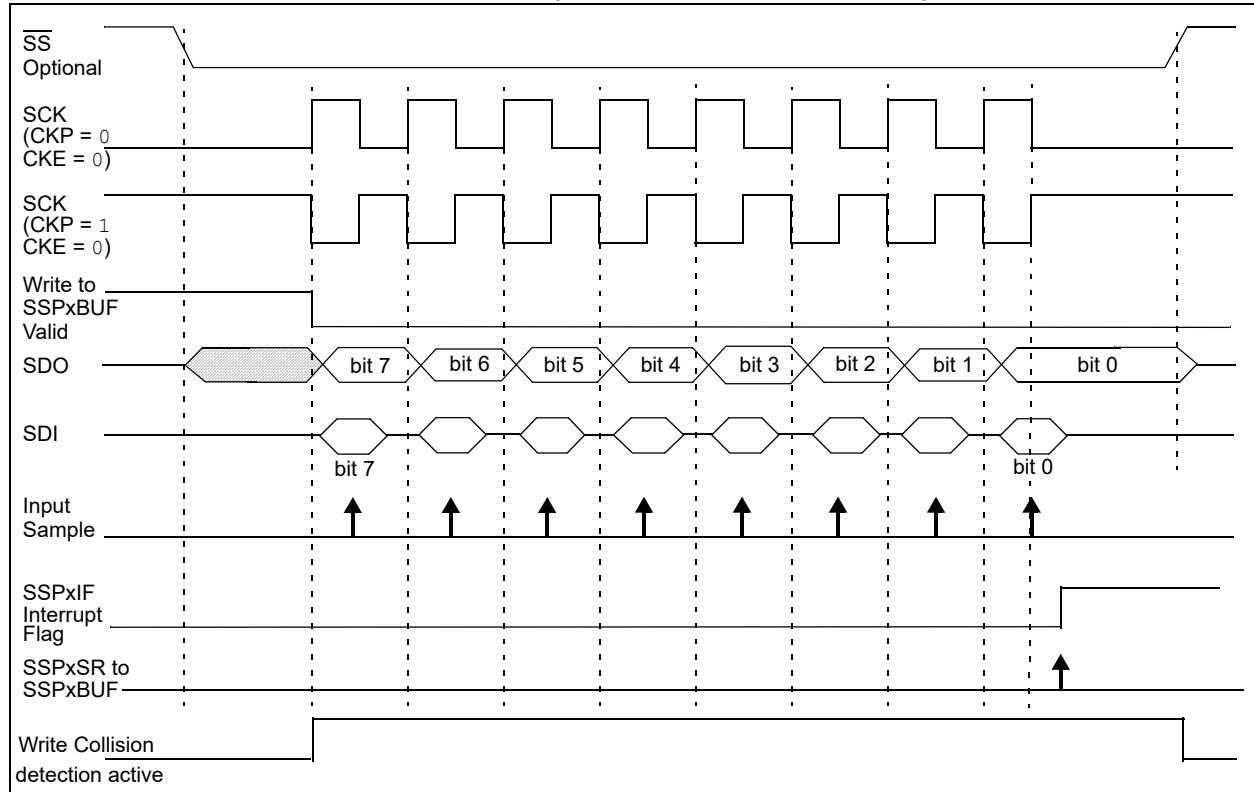 SS
Optional
SCK
(CKP = 0
CKE = 0)
SCK
(CKP = 1
CKE = 0)
Write to
SSPxBUF
Valid
SDO
bit 7
bit 6
bit 5
bit 4
bit 3
bit 2
bit 1
bit 0
SDI
bit 7
bit 0
Input
Sample
SSPxIF
Interrupt
Flag
SSPxSR to
SSPxBUF
Write Collision
detection active